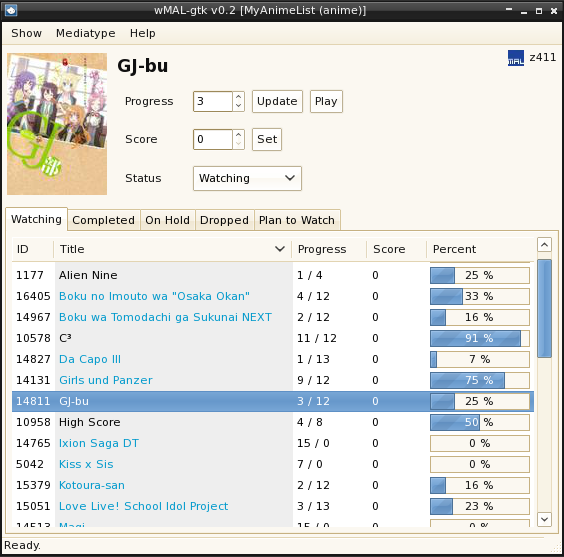 wMAL-gtk v0.2 [MyAnimeList (anime)]
Show Mediatype Help
GJ-bu
MAL z411
Progress 3 Update Play
Score 0 Set
Status Watching
Watching Completed On Hold Dropped Plan to Watch
ID Title Progress Score Percent
1177 Alien Nine 1 / 4 0 25 %
16405 Boku no Imouto wa "Osaka Okan" 4 / 12 0 33 %
14967 Boku wa Tomodachi ga Sukunai NEXT 2 / 12 0 16 %
10578 C³ 11 / 12 0 91 %
14827 Da Capo III 1 / 13 0 7 %
14131 Girls und Panzer 9 / 12 0 75 %
14811 GJ-bu 3 / 12 0 25 %
10958 High Score 4 / 8 0 50 %
14765 Ixion Saga DT 15 / 0 0 0 %
5042 Kiss x Sis 7 / 0 0 0 %
15379 Kotoura-san 2 / 12 0 16 %
15051 Love Live! School Idol Project 3 / 13 0 23 %
14513 Magi 15 / 0 0 0 %
Ready.